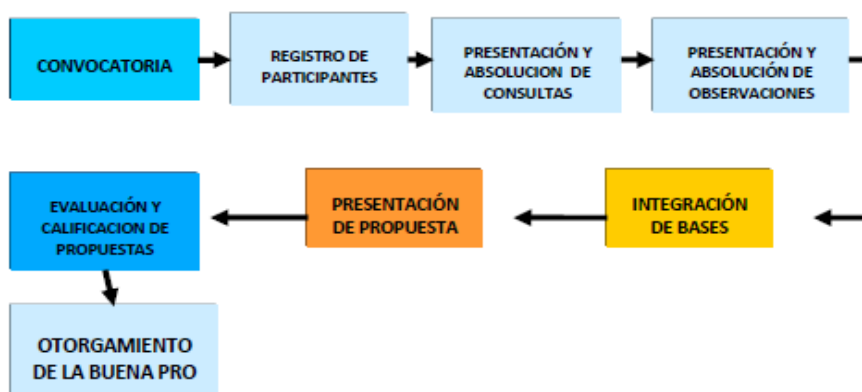 CONVOCATORIA
REGISTRO DE
PARTICIPANTES
PRESENTACIÓN Y
ABSOLUCION DE
CONSULTAS
PRESENTACIÓN Y
ABSOLUCIÓN DE
OBSERVACIONES
INTEGRACIÓN
DE BASES
PRESENTACIÓN
DE PROPUESTA
EVALUACIÓN Y
CALIFICACION DE
PROPUESTAS
OTORGAMIENTO
DE LA BUENA PRO